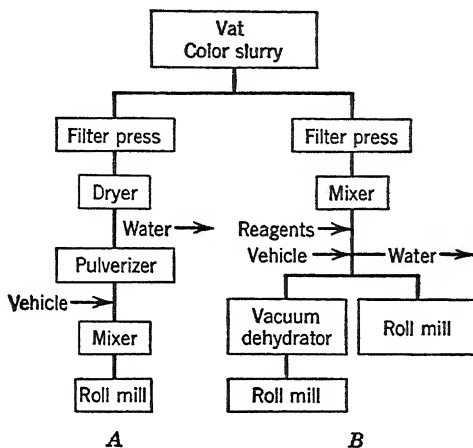 Vat
Color slurry
Filter press
Dryer
Water
Pulverizer
Vehicle
Mixer
Roll mill
A
Filter press
Mixer
Reagents
Vehicle
Water
Vacuum
dehydrator
Roll mill
Roll mill
B